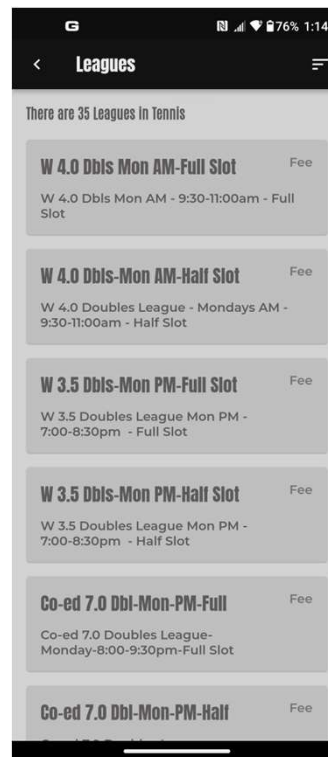 G 76% 1:14
Leagues
There are 35 Leagues in Tennis
W 4.0 Dbls Mon AM-Full Slot Fee
W 4.0 Dbls Mon AM - 9:30-11:00am - Full
Slot
W 4.0 Dbls-Mon AM-Half Slot Fee
W 4.0 Doubles League - Mondays AM -
9:30-11:00am - Half Slot
W 3.5 Dbls-Mon PM-Full Slot Fee
W 3.5 Doubles League Mon PM -
7:00-8:30pm - Full Slot
W 3.5 Dbls-Mon PM-Half Slot Fee
W 3.5 Doubles League Mon PM -
7:00-8:30pm - Half Slot
Co-ed 7.0 Dbl-Mon-PM-Full Fee
Co-ed 7.0 Doubles League-
Monday-8:00-9:30pm-Full Slot
Co-ed 7.0 Dbl-Mon-PM-Half Fee